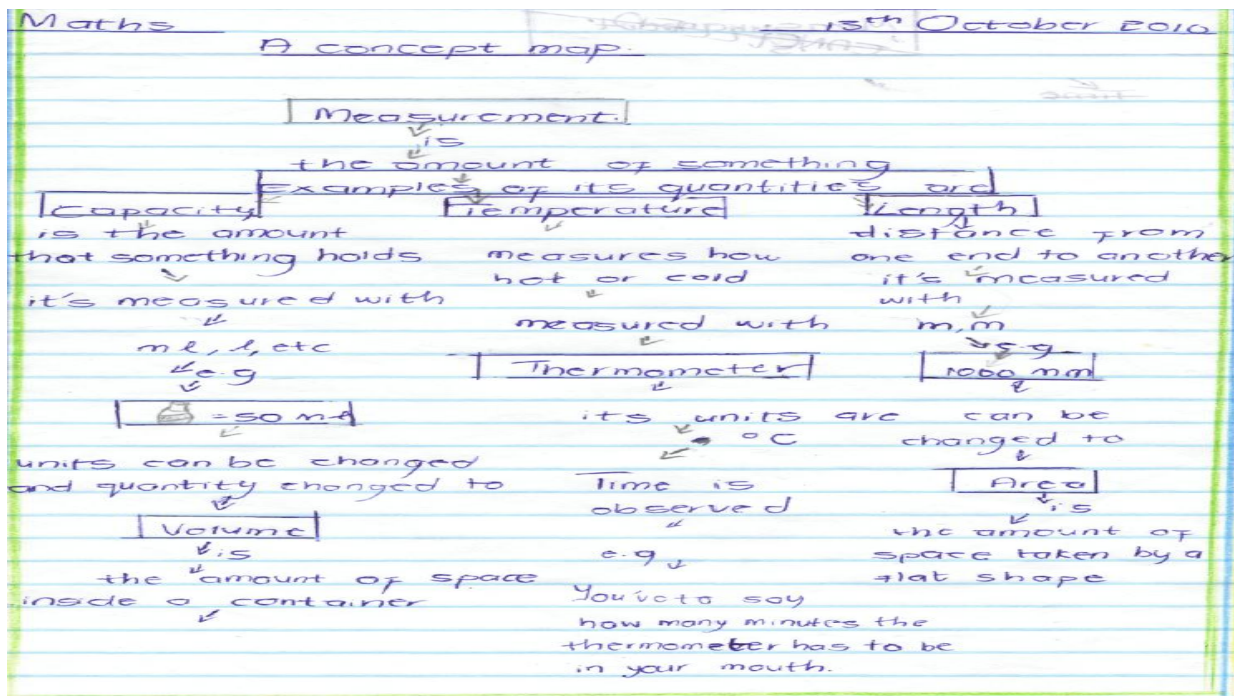 Maths 15th October 2010
A concept map.
Measurement.
is
the amount of something
Examples of its quantities are
Capacity
is the amount
that something holds
it's measured with
ml, l, etc
e.g
= 50 ml
units can be changed
and quantity changed to
Volume
is
the amount of space
inside a container
Temperature
measures how
hot or cold
measured with
Thermometer
its units are
°C
Time is
observed
e.g
You've to say
how many minutes the
thermometer has to be
in your mouth.
Length
distance from
one end to another
it's measured
with
m, m
e.g
1000 mm
can be
changed to
Area
is
the amount of
space taken by a
flat shape